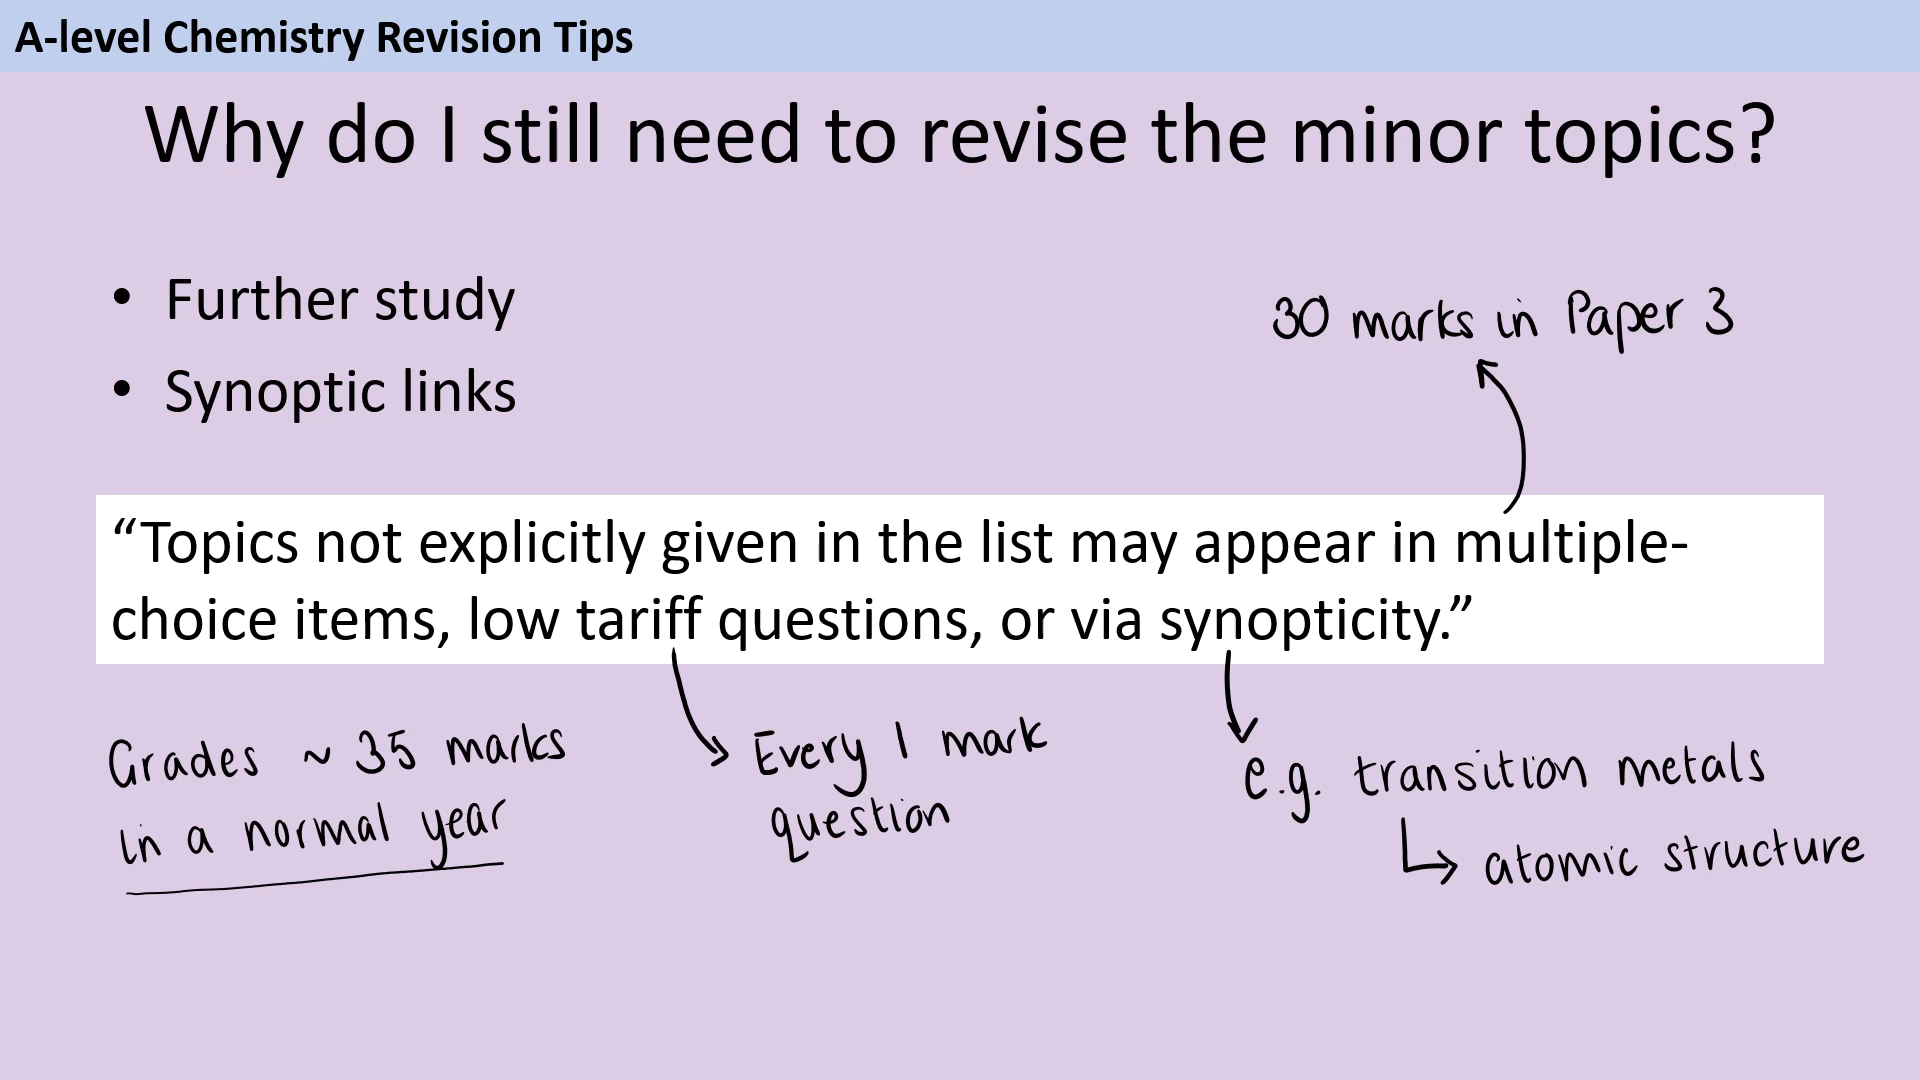 A-level Chemistry Revision Tips
Why do I still need to revise the minor topics?
• Further study
• Synoptic links
30 marks in Paper 3
“Topics not explicitly given in the list may appear in multiple-
choice items, low tariff questions, or via synopticity.”
Grades ~ 35 marks
in a normal year
Every 1 mark
question
e.g. transition metals
atomic structure